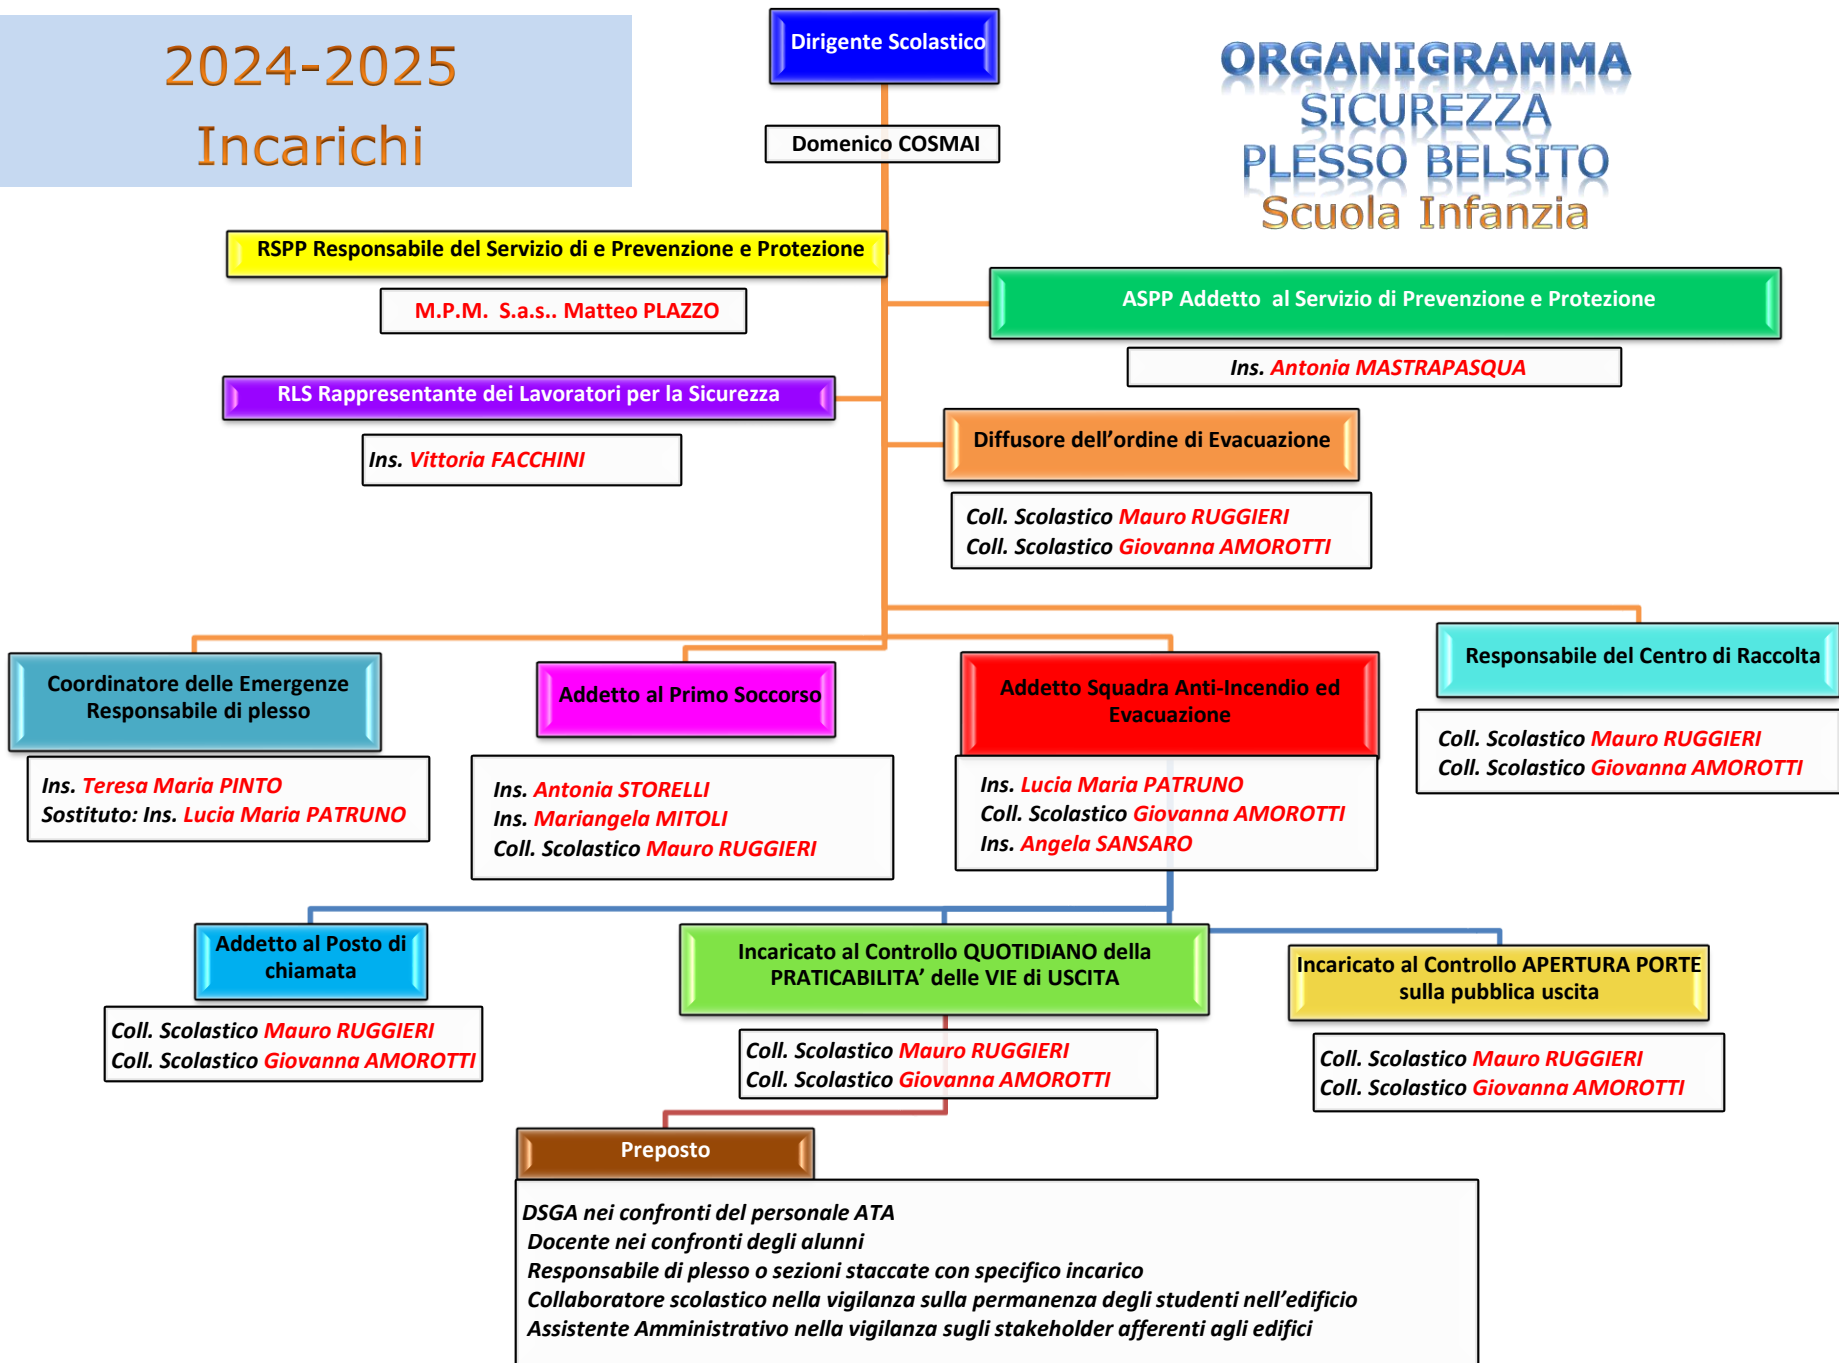 2024-2025
Incarichi
Dirigente Scolastico
Domenico COSMAI
ORGANIGRAMMA
SICUREZZA
PLESSO BELSITO
Scuola Infanzia
RSPP Responsabile del Servizio di e Prevenzione e Protezione
M.P.M. S.a.s.. Matteo PLAZZO
ASPP Addetto al Servizio di Prevenzione e Protezione
Ins. Antonia MASTRAPASQUA
RLS Rappresentante dei Lavoratori per la Sicurezza
Ins. Vittoria FACCHINI
Diffusore dell’ordine di Evacuazione
Coll. Scolastico Mauro RUGGIERI
Coll. Scolastico Giovanna AMOROTTI
Coordinatore delle Emergenze
Responsabile di plesso
Ins. Teresa Maria PINTO
Sostituto: Ins. Lucia Maria PATRUNO
Addetto al Primo Soccorso
Ins. Antonia STORELLI
Ins. Mariangela MITOLI
Coll. Scolastico Mauro RUGGIERI
Addetto Squadra Anti-Incendio ed
Evacuazione
Ins. Lucia Maria PATRUNO
Coll. Scolastico Giovanna AMOROTTI
Ins. Angela SANSARO
Responsabile del Centro di Raccolta
Coll. Scolastico Mauro RUGGIERI
Coll. Scolastico Giovanna AMOROTTI
Addetto al Posto di
chiamata
Coll. Scolastico Mauro RUGGIERI
Coll. Scolastico Giovanna AMOROTTI
Incaricato al Controllo QUOTIDIANO della
PRATICABILITA’ delle VIE di USCITA
Coll. Scolastico Mauro RUGGIERI
Coll. Scolastico Giovanna AMOROTTI
Incaricato al Controllo APERTURA PORTE
sulla pubblica uscita
Coll. Scolastico Mauro RUGGIERI
Coll. Scolastico Giovanna AMOROTTI
Preposto
DSGA nei confronti del personale ATA
Docente nei confronti degli alunni
Responsabile di plesso o sezioni staccate con specifico incarico
Collaboratore scolastico nella vigilanza sulla permanenza degli studenti nell’edificio
Assistente Amministrativo nella vigilanza sugli stakeholder afferenti agli edifici